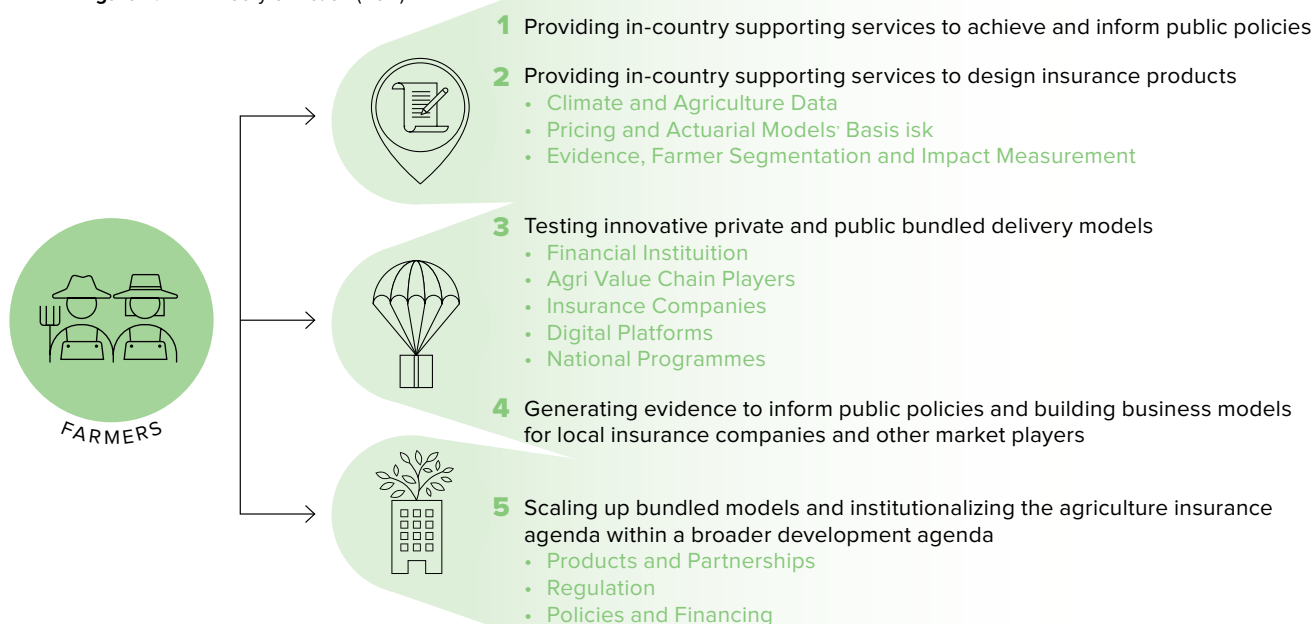 1 Providing in-country supporting services to achieve and inform public policies
2 Providing in-country supporting services to design insurance products
• Climate and Agriculture Data
• Pricing and Actuarial Models' Basis isk
• Evidence, Farmer Segmentation and Impact Measurement
3 Testing innovative private and public bundled delivery models
• Financial Instituition
• Agri Value Chain Players
• Insurance Companies
• Digital Platforms
• National Programmes
4 Generating evidence to inform public policies and building business models
for local insurance companies and other market players
5 Scaling up bundled models and institutionalizing the agriculture insurance
agenda within a broader development agenda
• Products and Partnerships
• Regulation
• Policies and Financing
FARMERS